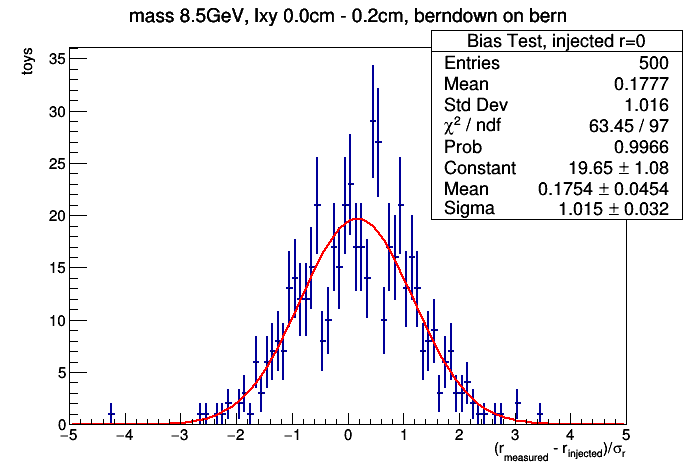 mass 8.5GeV, lxy 0.0cm - 0.2cm, berndown on bern
Bias Test, injected r=0
Entries 500
Mean 0.1777
Std Dev 1.016
χ² / ndf 63.45 / 97
Prob 0.9966
Constant 19.65 ± 1.08
Mean 0.1754 ± 0.0454
Sigma 1.015 ± 0.032
toys
35
30
25
20
15
10
5
0
−5 −4 −3 −2 −1 0 1 2 3 4 5
(r_measured - r_injected)/σ_r